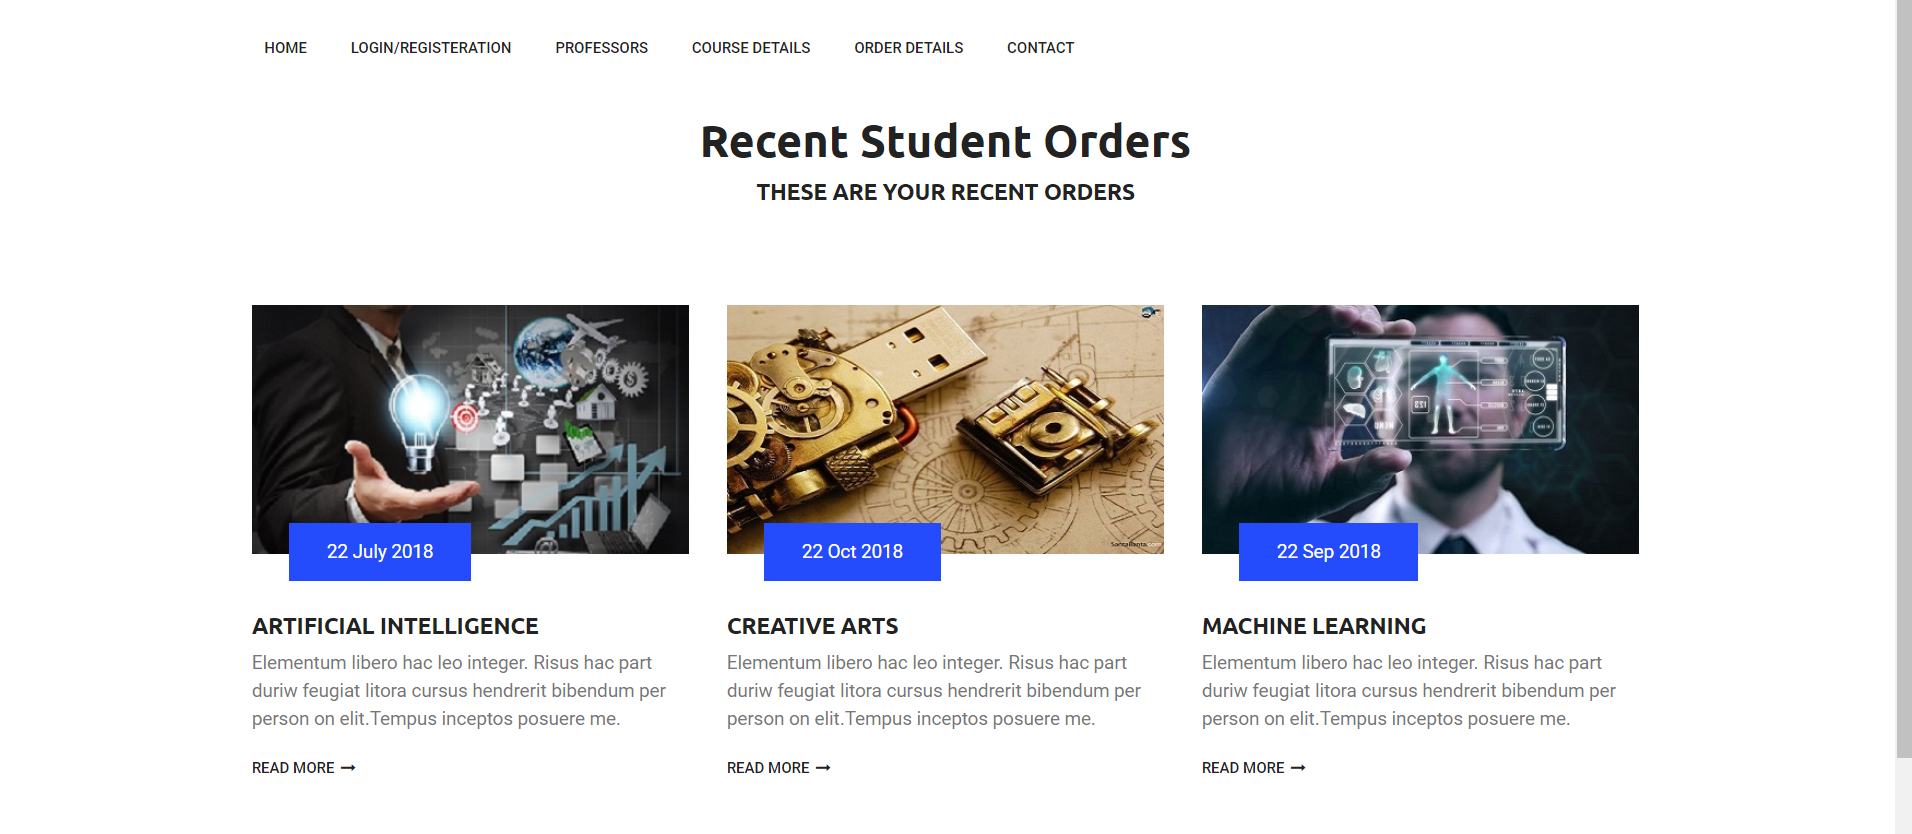 HOME LOGIN/REGISTERATION PROFESSORS COURSE DETAILS ORDER DETAILS CONTACT
Recent Student Orders
THESE ARE YOUR RECENT ORDERS
22 July 2018
22 Oct 2018
22 Sep 2018
ARTIFICIAL INTELLIGENCE
Elementum libero hac leo integer. Risus hac part
duriw feugiat litora cursus hendrerit bibendum per
person on elit.Tempus inceptos posuere me.
READ MORE
CREATIVE ARTS
Elementum libero hac leo integer. Risus hac part
duriw feugiat litora cursus hendrerit bibendum per
person on elit.Tempus inceptos posuere me.
READ MORE
MACHINE LEARNING
Elementum libero hac leo integer. Risus hac part
duriw feugiat litora cursus hendrerit bibendum per
person on elit.Tempus inceptos posuere me.
READ MORE